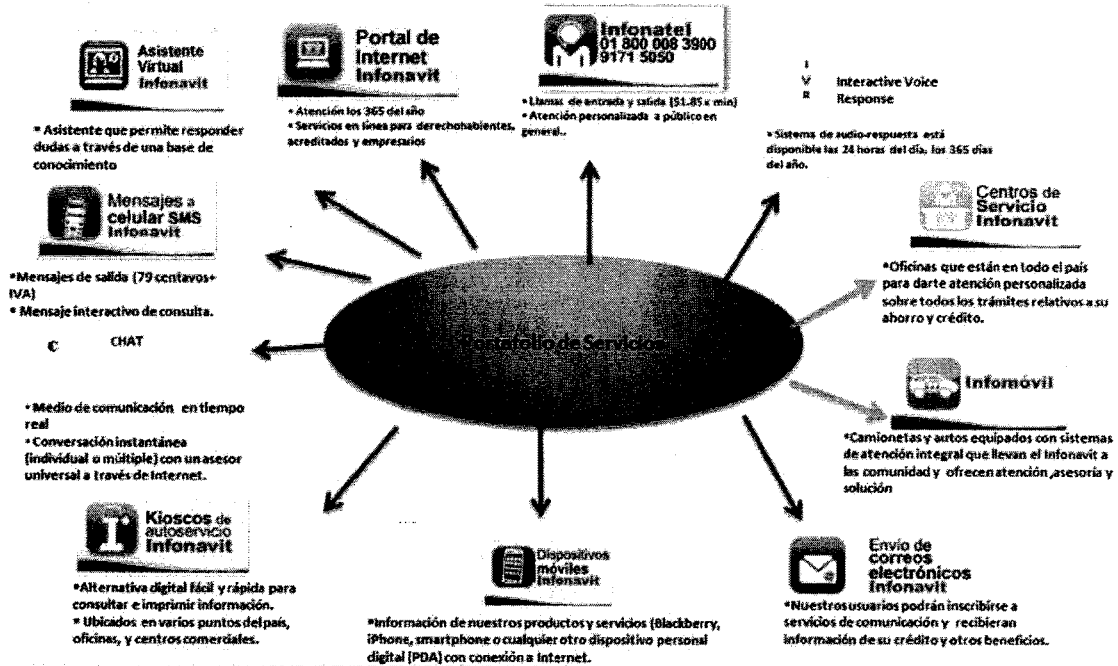 Asistente
Virtual
Infonavit
* Asistente que permite responder
dudas a través de una base de
conocimiento
Portal de
Internet
Infonavit
• Atención los 365 del año
• Servicios en línea para derechohabientes,
acreditados y empresarios
Infonatel
01 800 008 3900
9171 5050
• Llamas de entrada y salida ($1.85 x min)
• Atención personalizada a público en
general..
I
V Interactive Voice
R Response
• Sistema de audio-respuesta está
disponible las 24 horas del día, los 365 días
del año.
Mensajes a
celular SMS
Infonavit
*Mensajes de salida (79 centavos+
IVA)
* Mensaje interactivo de consulta.
Centros de
Servicio
Infonavit
*Oficinas que están en todo el país
para darte atención personalizada
sobre todos los trámites relativos a su
ahorro y crédito.
Portafolio de Servicios
C CHAT
• Medio de comunicación en tiempo
real
• Conversación instantánea
(individual o múltiple) con un asesor
universal a través de Internet.
Infomóvil
*Camionetas y autos equipados con sistemas
de atención integral que llevan el Infonavit a
las comunidad y ofrecen atención ,asesoría y
solución
Kioscos de
autoservicio
Infonavit
*Alternativa digital fácil y rápida para
consultar e imprimir información.
* Ubicados en varios puntos del país,
oficinas, y centros comerciales.
Dispositivos
móviles
Infonavit
*Información de nuestros productos y servicios (Blackberry,
iPhone, smartphone o cualquier otro dispositivo personal
digital (PDA) con conexión a Internet.
Envío de
correos
electrónicos
Infonavit
*Nuestros usuarios podrán inscribirse a
servicios de comunicación y recibieran
información de su crédito y otros beneficios.